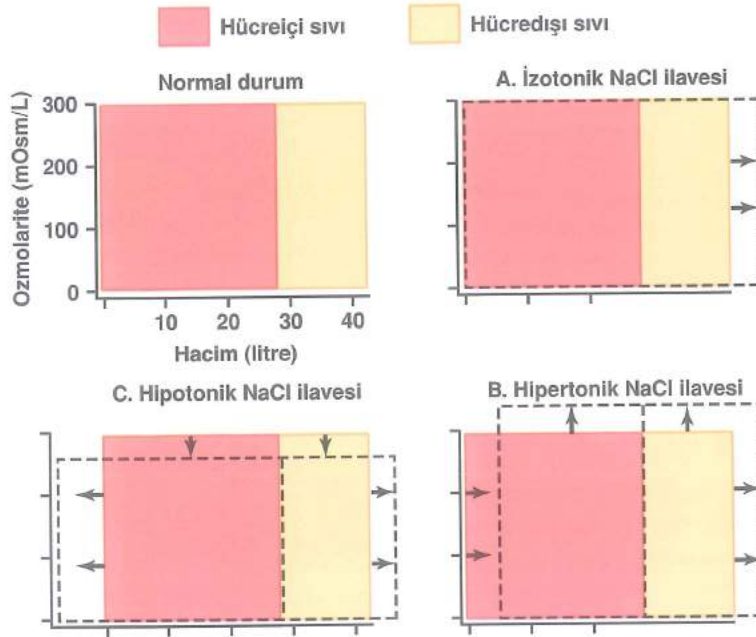 Hücreiçi sıvı
Hücredışı sıvı
Normal durum
Ozmolarite (mOsm/L)
300
200
100
0
10 20 30 40
Hacim (litre)
A. İzotonik NaCl ilavesi
C. Hipotonik NaCl ilavesi
B. Hipertonik NaCl ilavesi